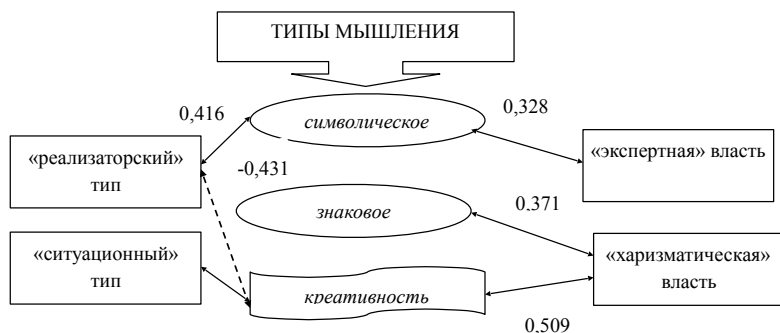 ТИПЫ МЫШЛЕНИЯ
0,416
символическое
0,328
«реализаторский»
тип
-0,431
«экспертная» власть
знаковое
0,371
«ситуационный»
тип
«харизматическая»
власть
креативность
0,509